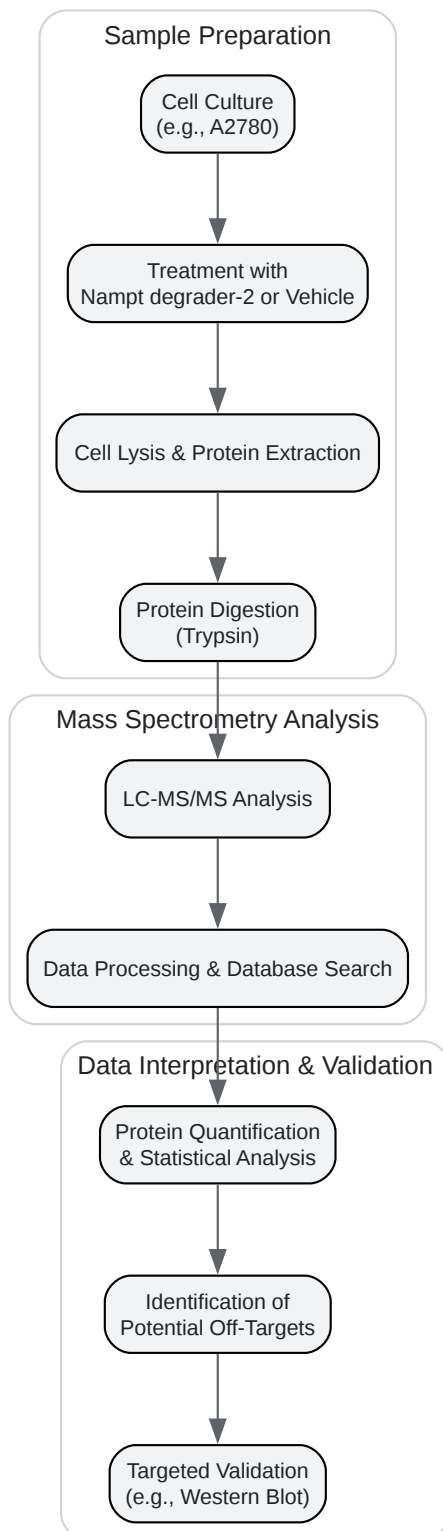 Sample Preparation
Cell Culture
(e.g., A2780)
Treatment with
Nampt degrader-2 or Vehicle
Cell Lysis & Protein Extraction
Protein Digestion
(Trypsin)
Mass Spectrometry Analysis
LC-MS/MS Analysis
Data Processing & Database Search
Data Interpretation & Validation
Protein Quantification
& Statistical Analysis
Identification of
Potential Off-Targets
Targeted Validation
(e.g., Western Blot)